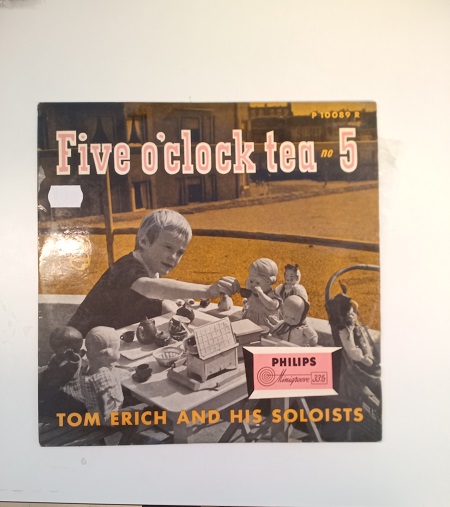 P 10089 R
Five o'clock tea no 5
PHILIPS
Minigroove 33⅓
TOM ERICH AND HIS SOLOISTS